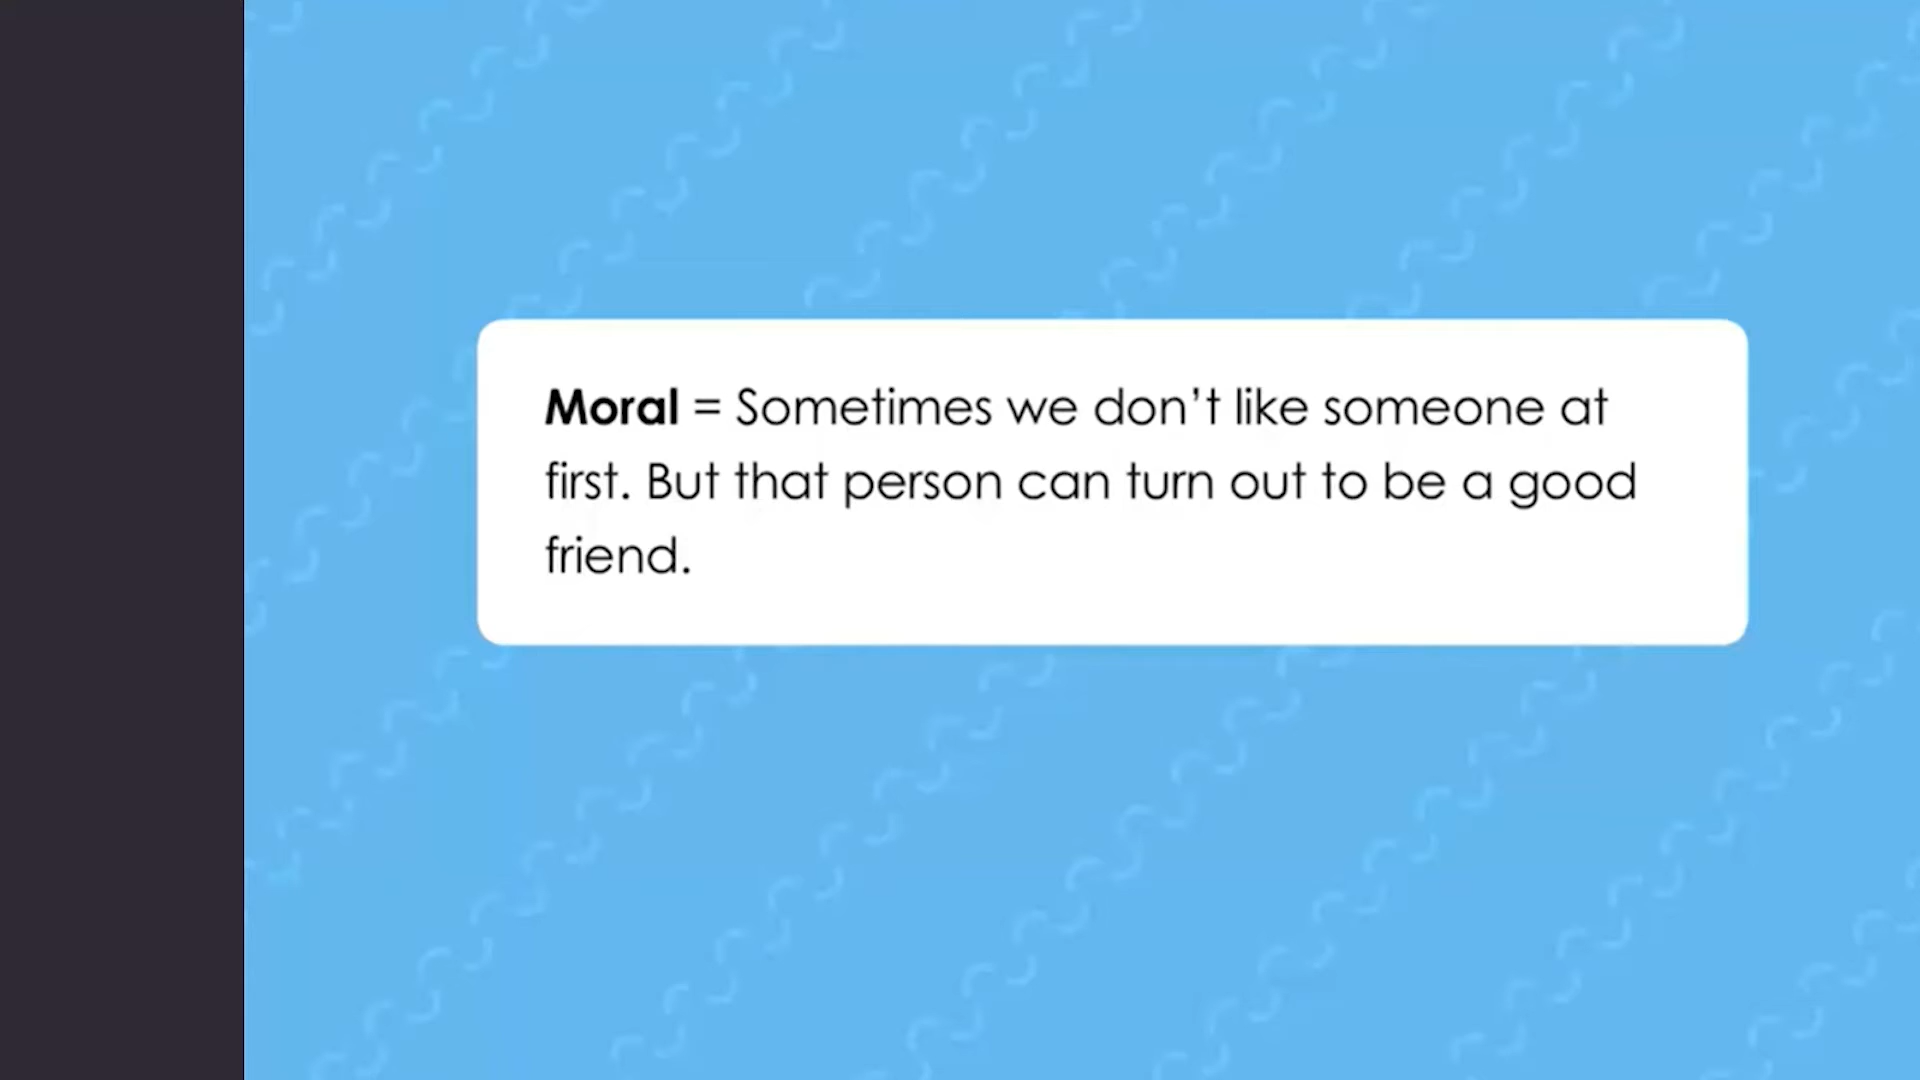 Moral = Sometimes we don’t like someone at
first. But that person can turn out to be a good
friend.